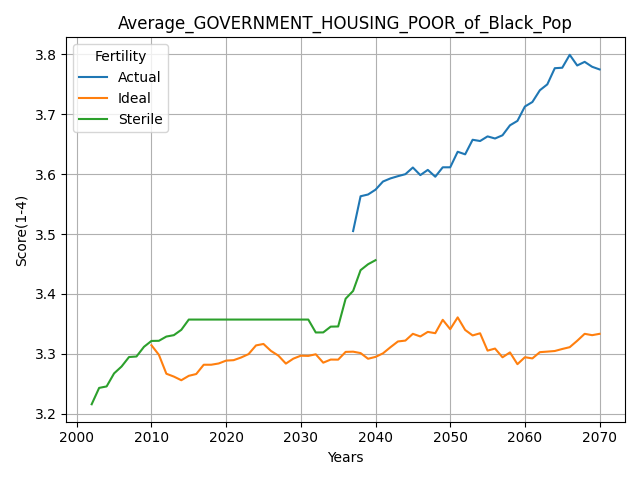 Average_GOVERNMENT_HOUSING_POOR_of_Black_Pop
Fertility
Actual
Ideal
Sterile
Score(1-4)
3.8
3.7
3.6
3.5
3.4
3.3
3.2
2000 2010 2020 2030 2040 2050 2060 2070
Years